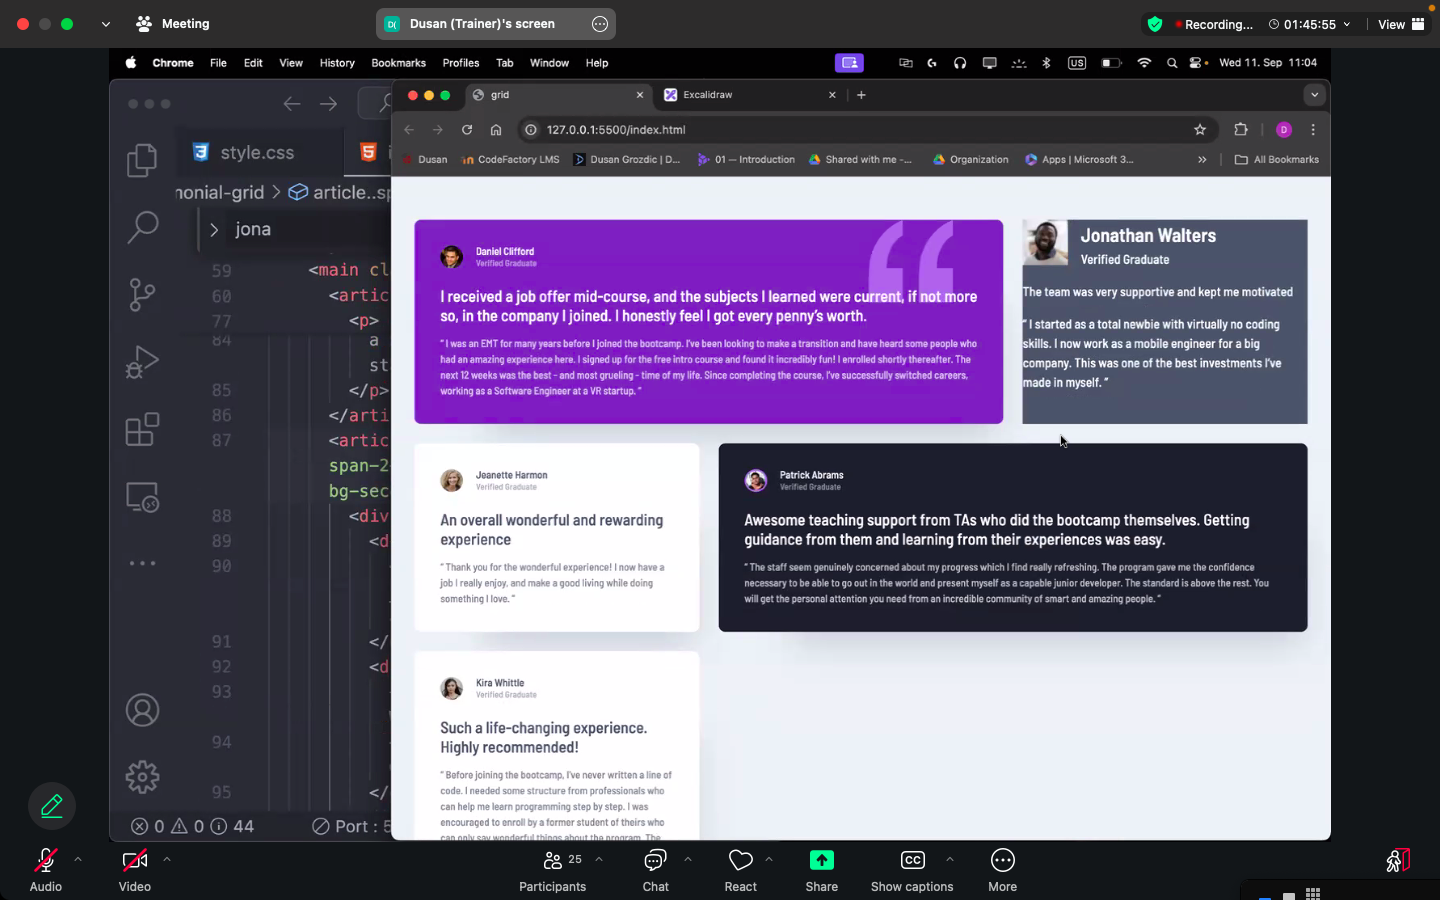 Meeting
D(
Dusan (Trainer)'s screen
Recording...
01:45:55
View
Chrome File Edit View History Bookmarks Profiles Tab Window Help
US
Wed 11. Sep 11:04
grid
Excalidraw
127.0.0.1:5500/index.html
D
Dusan
CodeFactory LMS
Dusan Grozdic | D...
01 — Introduction
Shared with me -...
Organization
Apps | Microsoft 3...
All Bookmarks
style.css
monial-grid > article..sp
jona
59 <main cl
60 <artic
77 <p>
84 a
st
85 </p>
86 </arti
87 <artic
span-2
bg-sec
88 <div
89 <d
90
91 </
92 <d
93
94
95 </
0 0 44
Port : 5
Daniel Clifford
Verified Graduate
I received a job offer mid-course, and the subjects I learned were current, if not more
so, in the company I joined. I honestly feel I got every penny’s worth.
“ I was an EMT for many years before I joined the bootcamp. I’ve been looking to make a transition and have heard some people who
had an amazing experience here. I signed up for the free intro course and found it incredibly fun! I enrolled shortly thereafter. The
next 12 weeks was the best - and most grueling - time of my life. Since completing the course, I’ve successfully switched careers,
working as a Software Engineer at a VR startup. ”
Jonathan Walters
Verified Graduate
The team was very supportive and kept me motivated
“ I started as a total newbie with virtually no coding
skills. I now work as a mobile engineer for a big
company. This was one of the best investments I’ve
made in myself. ”
Jeanette Harmon
Verified Graduate
An overall wonderful and rewarding
experience
“ Thank you for the wonderful experience! I now have a
job I really enjoy, and make a good living while doing
something I love. ”
Patrick Abrams
Verified Graduate
Awesome teaching support from TAs who did the bootcamp themselves. Getting
guidance from them and learning from their experiences was easy.
“ The staff seem genuinely concerned about my progress which I find really refreshing. The program gave me the confidence
necessary to be able to go out in the world and present myself as a capable junior developer. The standard is above the rest. You
will get the personal attention you need from an incredible community of smart and amazing people. ”
Kira Whittle
Verified Graduate
Such a life-changing experience.
Highly recommended!
“ Before joining the bootcamp, I’ve never written a line of
code. I needed some structure from professionals who
can help me learn programming step by step. I was
encouraged to enroll by a former student of theirs who
can only say wonderful things about the program. The
Audio
Video
25
Participants
Chat
React
Share
CC
Show captions
More